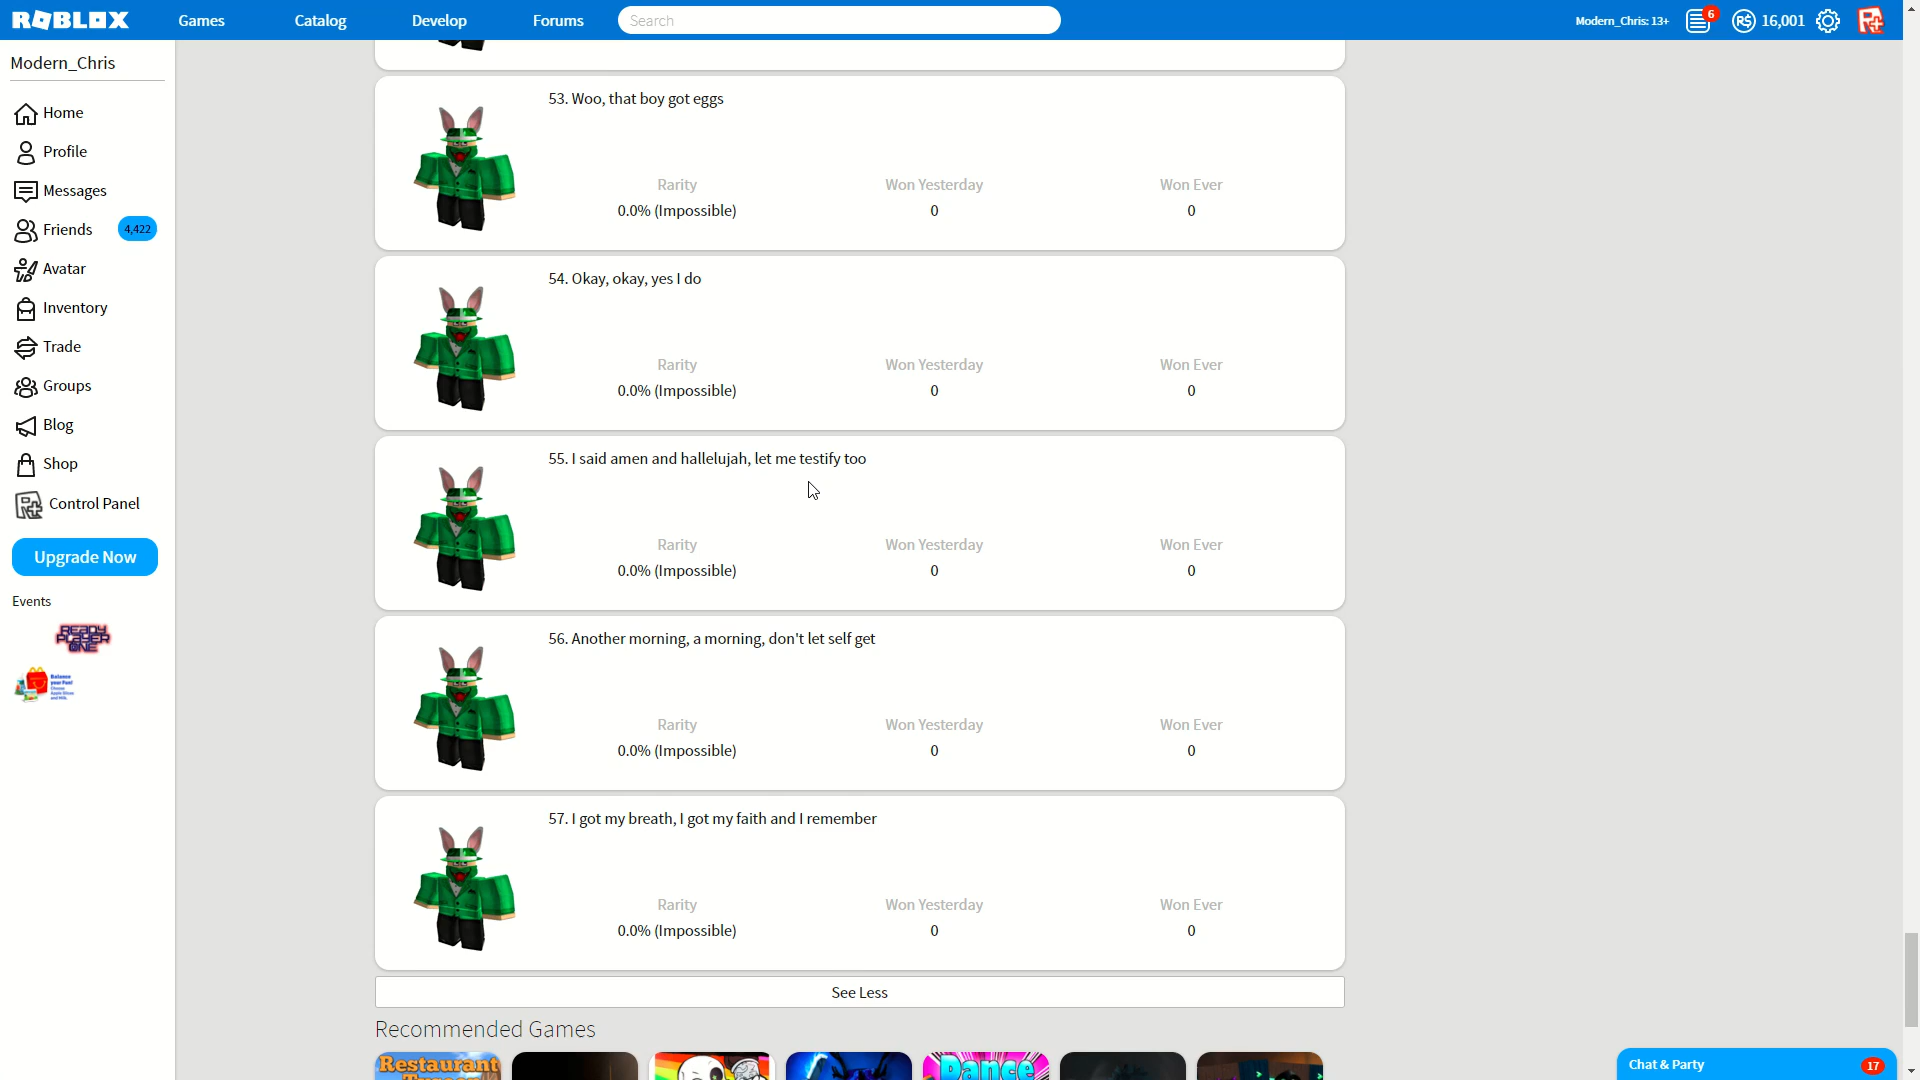 ROBLOX Games Catalog Develop Forums Search Modern_Chris: 13+ 6 R$ 16,001
Modern_Chris
Home
Profile
Messages
Friends 4,422
Avatar
Inventory
Trade
Groups
Blog
Shop
Control Panel
Upgrade Now
Events
READY PLAYER ONE
53. Woo, that boy got eggs
Rarity Won Yesterday Won Ever
0.0% (Impossible) 0 0
54. Okay, okay, yes I do
Rarity Won Yesterday Won Ever
0.0% (Impossible) 0 0
55. I said amen and hallelujah, let me testify too
Rarity Won Yesterday Won Ever
0.0% (Impossible) 0 0
56. Another morning, a morning, don't let self get
Rarity Won Yesterday Won Ever
0.0% (Impossible) 0 0
57. I got my breath, I got my faith and I remember
Rarity Won Yesterday Won Ever
0.0% (Impossible) 0 0
See Less
Recommended Games
Restaurant
Dance
Chat & Party 17